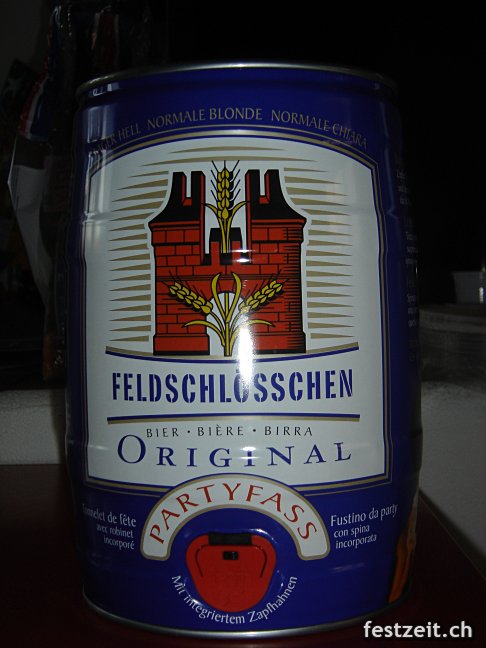 HELL NORMALE BLONDE NORMALE CHIARA
FELDSCHLÖSSCHEN
BIER · BIÈRE · BIRRA
ORIGINAL
PARTYFASS
Tonnelet de fête
avec robinet
incorporé
Fustino da party
con spina
incorporata
Mit integriertem Zapfhahnen
festzeit.ch